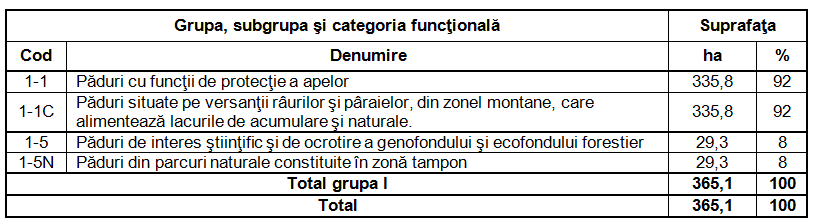 Grupa, subgrupa şi categoria funcţională Suprafaţa
Cod Denumire ha %
1-1 Păduri cu funcţii de protecţie a apelor 335,8 92
1-1C Păduri situate pe versanţii râurilor şi pâraielor, din zonel montane, care alimentează lacurile de acumulare şi naturale. 335,8 92
1-5 Păduri de interes ştiinţific şi de ocrotire a genofondului şi ecofondului forestier 29,3 8
1-5N Păduri din parcuri naturale constituite în zonă tampon 29,3 8
Total grupa I 365,1 100
Total 365,1 100